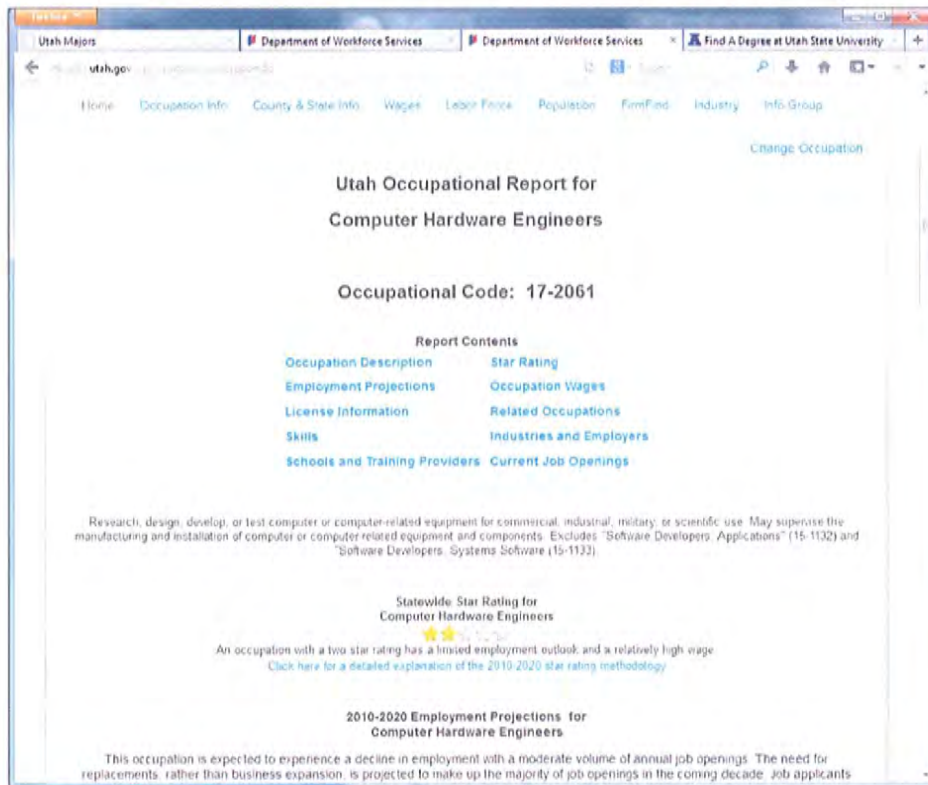 Firefox
Utah Majors
Department of Workforce Services
Department of Workforce Services
Find A Degree at Utah State University
utah.gov
Home Occupation Info County & State Info Wages Labor Force Population FirmFind Industry Info Group
Change Occupation
Utah Occupational Report for
Computer Hardware Engineers
Occupational Code: 17-2061
Report Contents
Occupation Description Star Rating
Employment Projections Occupation Wages
License Information Related Occupations
Skills Industries and Employers
Schools and Training Providers Current Job Openings
Research, design, develop, or test computer or computer-related equipment for commercial, industrial, military, or scientific use. May supervise the
manufacturing and installation of computer or computer related equipment and components. Excludes "Software Developers, Applications" (15-1132) and
"Software Developers, Systems Software (15-1133)
Statewide Star Rating for
Computer Hardware Engineers
An occupation with a two star rating has a limited employment outlook and a relatively high wage
Click here for a detailed explanation of the 2010-2020 star rating methodology
2010-2020 Employment Projections for
Computer Hardware Engineers
This occupation is expected to experience a decline in employment with a moderate volume of annual job openings. The need for
replacements, rather than business expansion, is projected to make up the majority of job openings in the coming decade. Job applicants